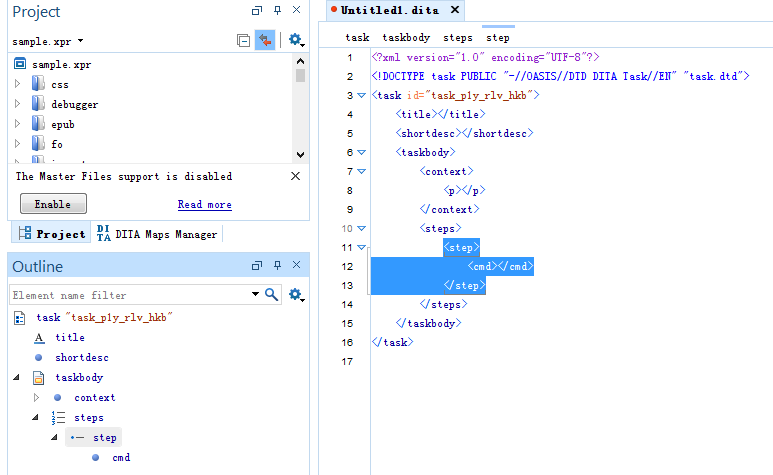 Project
sample.xpr
sample.xpr
css
debugger
epub
fo
The Master Files support is disabled
Enable
Read more
Project
DITA DITA Maps Manager
Outline
Element name filter
task "task_p1y_rlv_hkb"
title
shortdesc
taskbody
context
steps
step
cmd
Untitled1.dita
task taskbody steps step
1 <?xml version="1.0" encoding="UTF-8"?>
2 <!DOCTYPE task PUBLIC "-//OASIS//DTD DITA Task//EN" "task.dtd">
3 <task id="task_p1y_rlv_hkb">
4 <title></title>
5 <shortdesc></shortdesc>
6 <taskbody>
7 <context>
8 <p></p>
9 </context>
10 <steps>
11 <step>
12 <cmd></cmd>
13 </step>
14 </steps>
15 </taskbody>
16 </task>
17